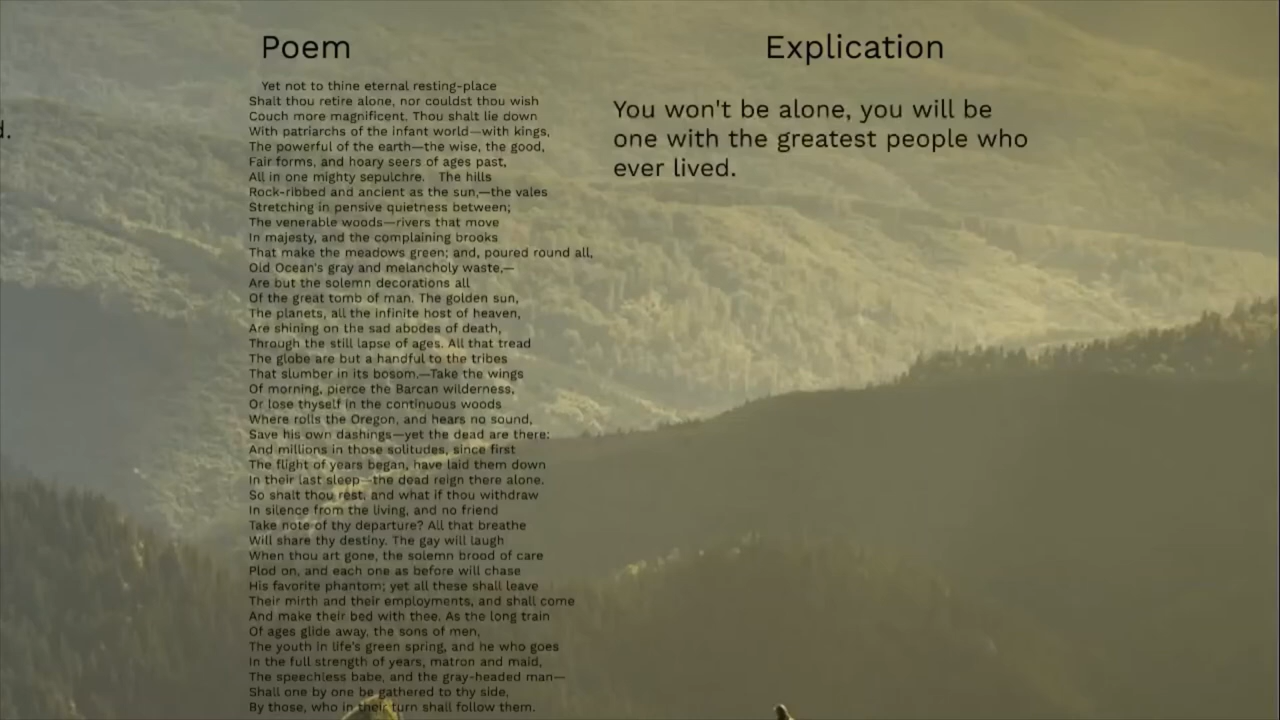 Poem
Yet not to thine eternal resting-place
Shalt thou retire alone, nor couldst thou wish
Couch more magnificent. Thou shalt lie down
With patriarchs of the infant world—with kings,
The powerful of the earth—the wise, the good,
Fair forms, and hoary seers of ages past,
All in one mighty sepulchre.   The hills
Rock-ribbed and ancient as the sun,—the vales
Stretching in pensive quietness between;
The venerable woods—rivers that move
In majesty, and the complaining brooks
That make the meadows green; and, poured round all,
Old Ocean's gray and melancholy waste,—
Are but the solemn decorations all
Of the great tomb of man. The golden sun,
The planets, all the infinite host of heaven,
Are shining on the sad abodes of death,
Through the still lapse of ages. All that tread
The globe are but a handful to the tribes
That slumber in its bosom.—Take the wings
Of morning, pierce the Barcan wilderness,
Or lose thyself in the continuous woods
Where rolls the Oregon, and hears no sound,
Save his own dashings—yet the dead are there:
And millions in those solitudes, since first
The flight of years began, have laid them down
In their last sleep—the dead reign there alone.
So shalt thou rest, and what if thou withdraw
In silence from the living, and no friend
Take note of thy departure? All that breathe
Will share thy destiny. The gay will laugh
When thou art gone, the solemn brood of care
Plod on, and each one as before will chase
His favorite phantom; yet all these shall leave
Their mirth and their employments, and shall come
And make their bed with thee. As the long train
Of ages glide away, the sons of men,
The youth in life's green spring, and he who goes
In the full strength of years, matron and maid,
The speechless babe, and the gray-headed man—
Shall one by one be gathered to thy side,
By those, who in their turn shall follow them.
Explication
You won't be alone, you will be
one with the greatest people who
ever lived.
d.